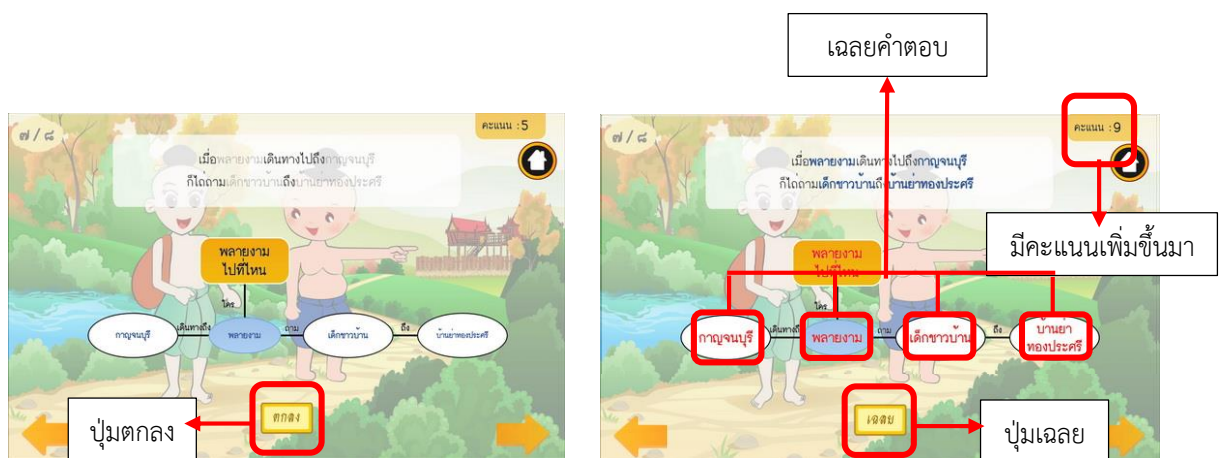 ๗/๘
คะแนน :5
เมื่อพลายงามเดินทางไปถึงกาญจนบุรี
ก็ไถ่ถามเด็กชาวบ้านถึงบ้านย่าทองประศรี
พลายงาม
ไปที่ไหน
ใคร
กาญจนบุรี
เดินทางถึง
พลายงาม
ถาม
เด็กชาวบ้าน
ถึง
บ้านย่าทองประศรี
ตกลง
ปุ่มตกลง
เฉลยคำตอบ
๗/๘
คะแนน :9
มีคะแนนเพิ่มขึ้นมา
เมื่อพลายงามเดินทางไปถึงกาญจนบุรี
ก็ไถ่ถามเด็กชาวบ้านถึงบ้านย่าทองประศรี
พลายงาม
ไปที่ไหน
ใคร
กาญจนบุรี
เดินทางถึง
พลายงาม
ถาม
เด็กชาวบ้าน
ถึง
บ้านย่า
ทองประศรี
เฉลย
ปุ่มเฉลย